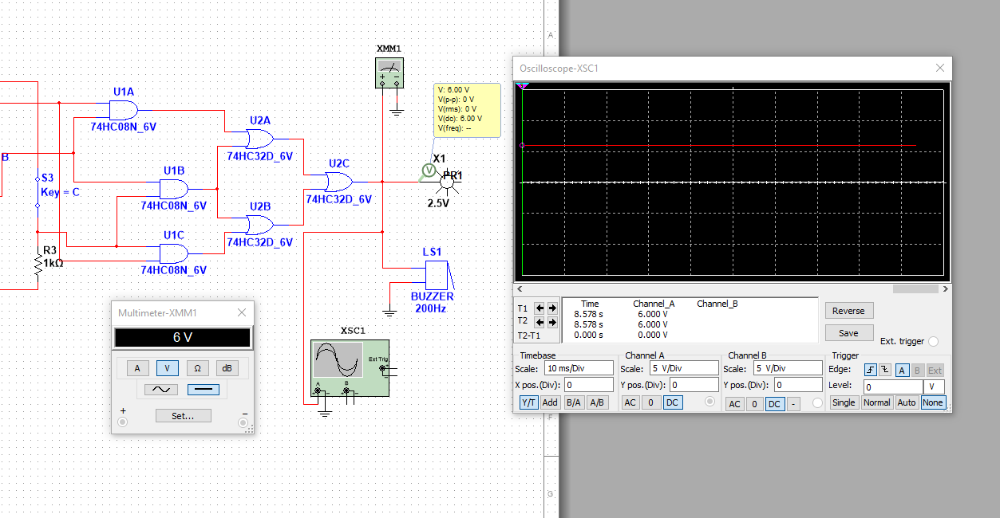 A
XMM1
U1A
74HC08N_6V
V: 6.00 V
V(p-p): 0 V
V(rms): 0 V
V(dc): 6.00 V
V(freq): --
U2A
74HC32D_6V
B
S3
Key = C
U1B
74HC08N_6V
U2C
74HC32D_6V
V
X1
PR1
2.5V
U2B
74HC32D_6V
U1C
74HC08N_6V
R3
1kΩ
LS1
BUZZER
200Hz
XSC1
Ext Trig
A
B
F
G
Multimeter-XMM1
6 V
A
V
Ω
dB
Set...
+
–
Oscilloscope-XSC1
T1
T2
T2-T1
Time Channel_A Channel_B
8.578 s 6.000 V
8.578 s 6.000 V
0.000 s 0.000 V
Reverse
Save
Ext. trigger
Timebase
Scale: 10 ms/Div
X pos.(Div): 0
Y/T Add B/A A/B
Channel A
Scale: 5 V/Div
Y pos.(Div): 0
AC 0 DC
Channel B
Scale: 5 V/Div
Y pos.(Div): 0
AC 0 DC -
Trigger
Edge: A B Ext
Level: 0 V
Single Normal Auto None